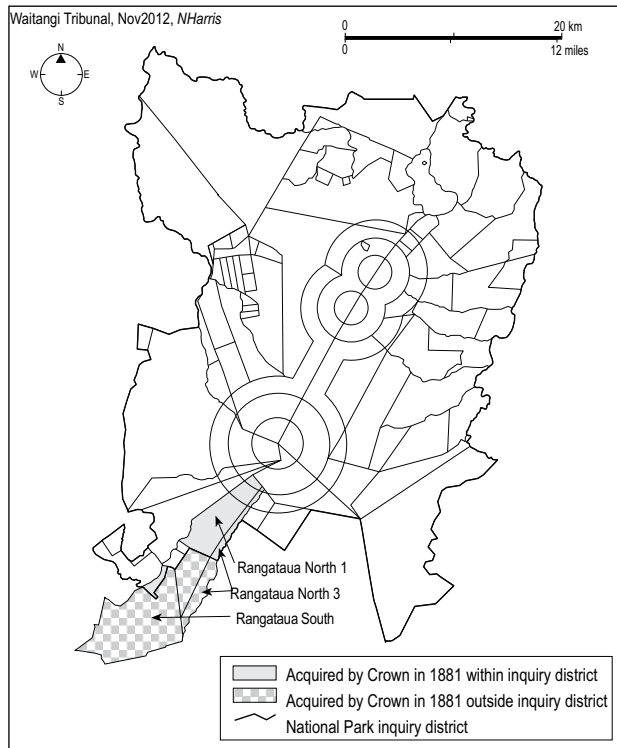 Waitangi Tribunal, Nov2012, NHarris
0 20 km
0 12 miles
N
W E
S
Rangataua North 1
Rangataua North 3
Rangataua South
Acquired by Crown in 1881 within inquiry district
Acquired by Crown in 1881 outside inquiry district
National Park inquiry district